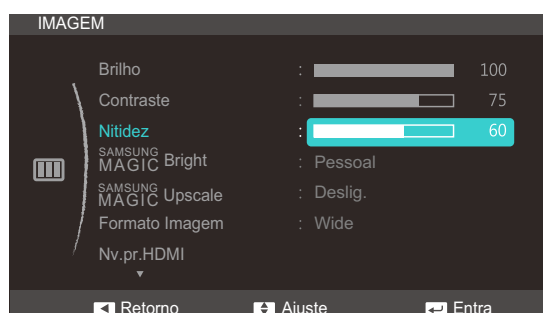 IMAGEM
Brilho : 100
Contraste : 75
Nitidez : 60
SAMSUNG MAGIC Bright : Pessoal
SAMSUNG MAGIC Upscale : Deslig.
Formato Imagem : Wide
Nv.pr.HDMI
Retorno Ajuste Entra